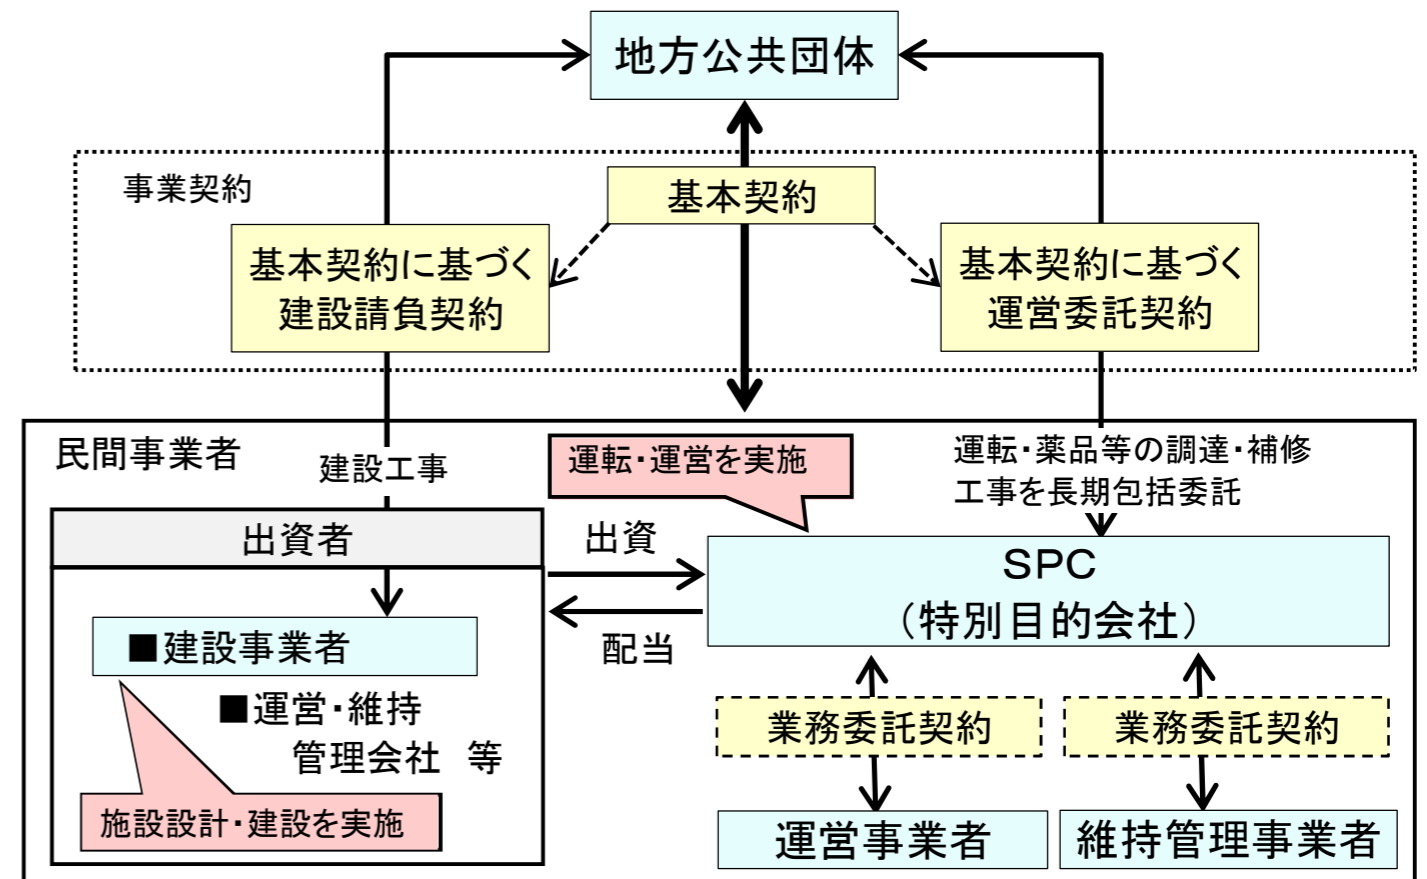 地方公共団体
事業契約
基本契約
基本契約に基づく
建設請負契約
基本契約に基づく
運営委託契約
民間事業者
建設工事
運転・運営を実施
運転・薬品等の調達・補修
工事を長期包括委託
出資者
出資
配当
SPC
（特別目的会社）
■建設事業者
■運営・維持
管理会社　等
施設設計・建設を実施
業務委託契約
業務委託契約
運営事業者
維持管理事業者